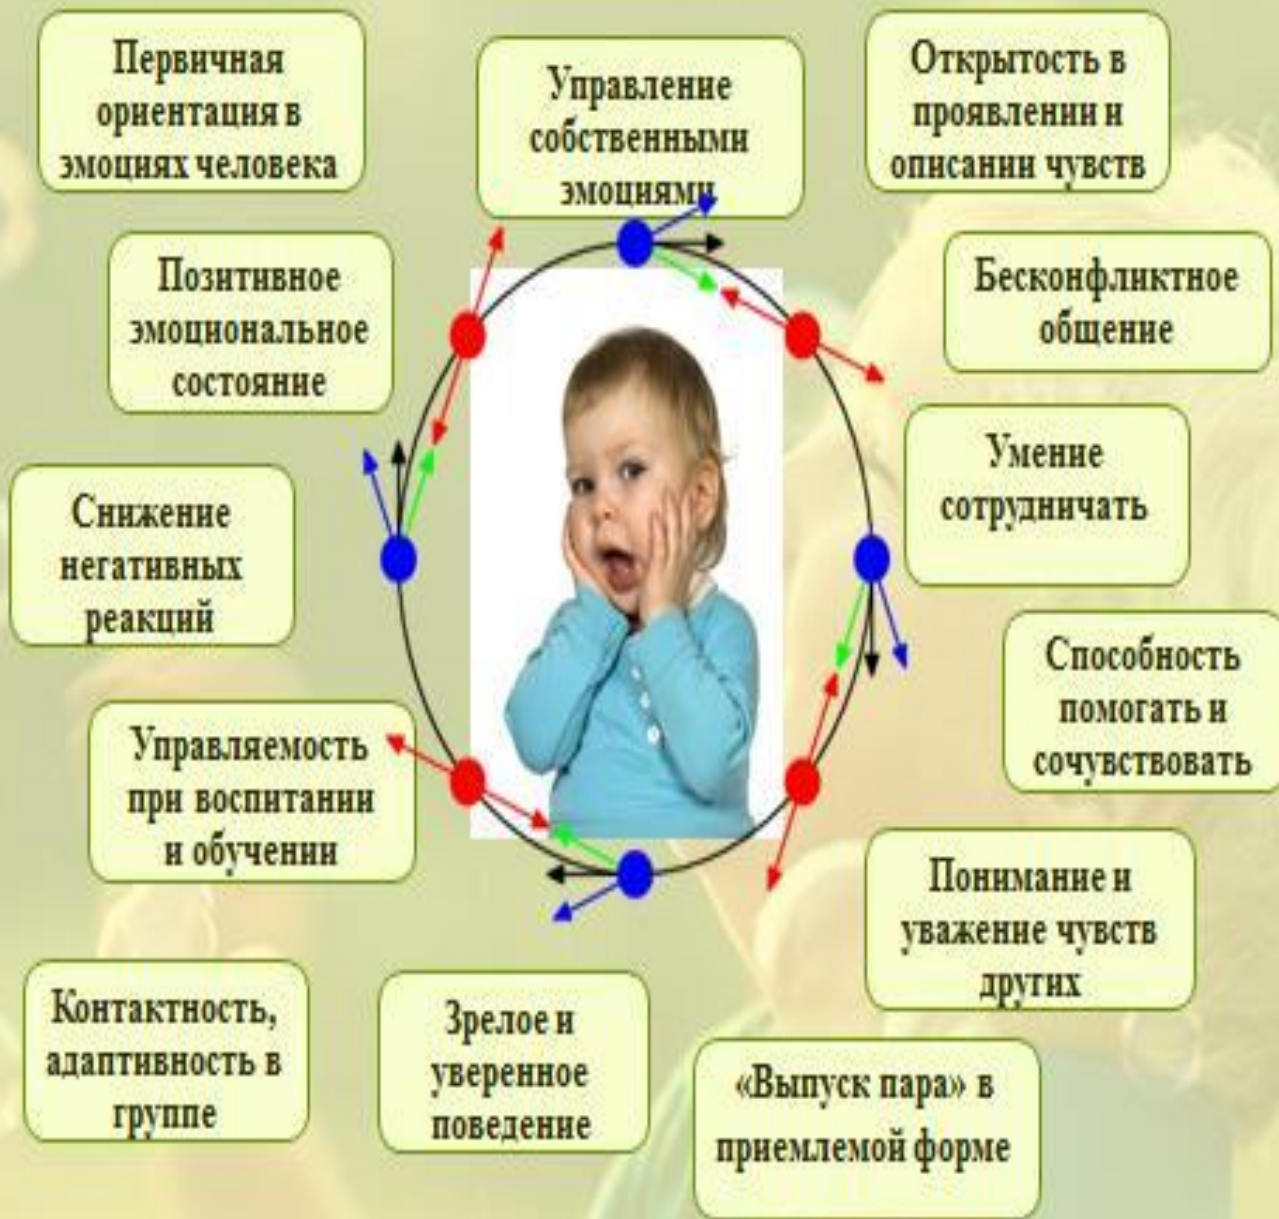 Первичная
ориентация в
эмоциях человека
Управление
собственными
эмоциями
Открытость в
проявлении и
описании чувств
Позитивное
эмоциональное
состояние
Бесконфликтное
общение
Умение
сотрудничать
Снижение
негативных
реакций
Способность
помогать и
сочувствовать
Управляемость
при воспитании
и обучении
Понимание и
уважение чувств
других
Контактность,
адаптивность в
группе
Зрелое и
уверенное
поведение
«Выпуск пара» в
приемлемой форме